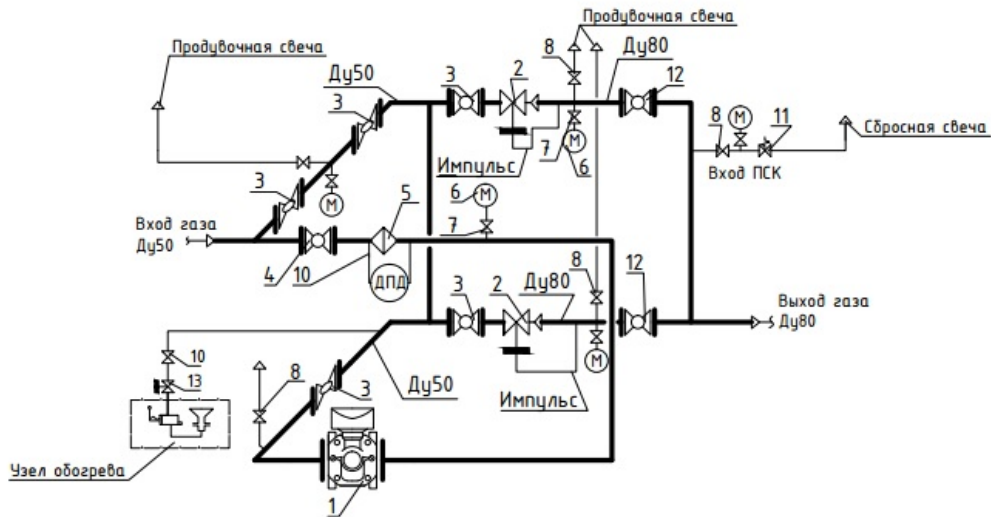 Продувочная свеча
Продувочная свеча
Ду50
3
2
8
Ду80
12
3
М
Импульс
7
М
6
8
М
11
Сбросная свеча
Вход ПСК
3
М
Вход газа
Ду50
4
10
5
ДПД
6
М
7
3
2
Ду80
8
12
М
Выход газа
Ду80
Импульс
10
13
8
3
Ду50
Узел обогрева
1